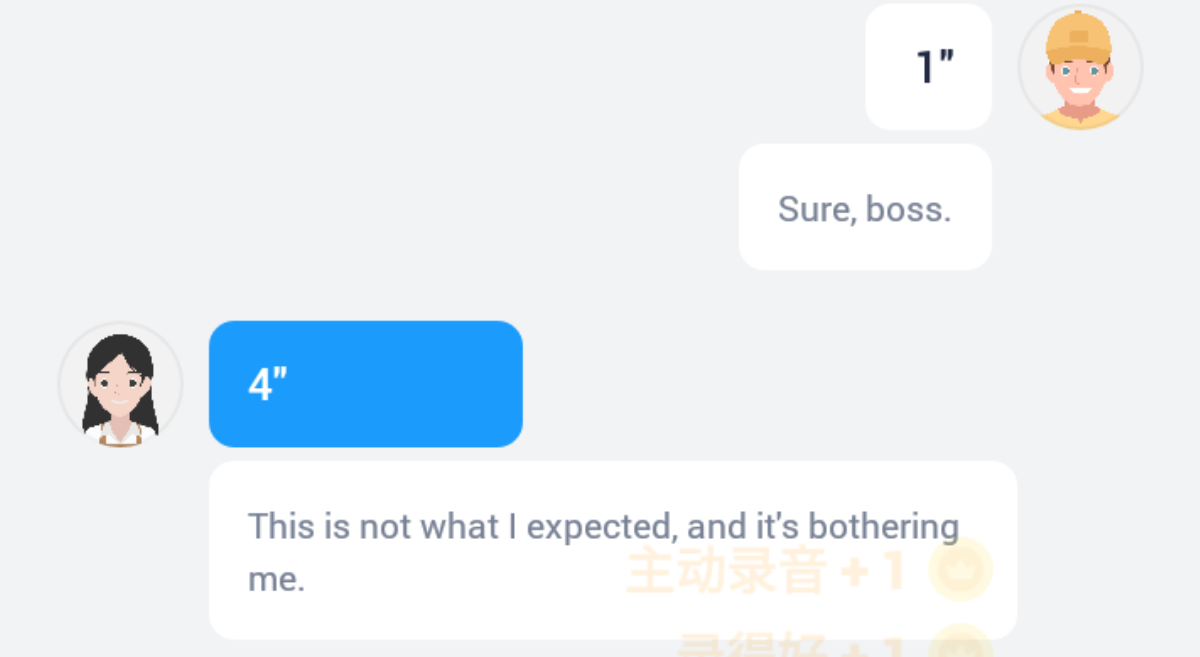 1"
Sure, boss.
4"
This is not what I expected, and it's bothering
me.
主动录音 + 1
录得好 + 1